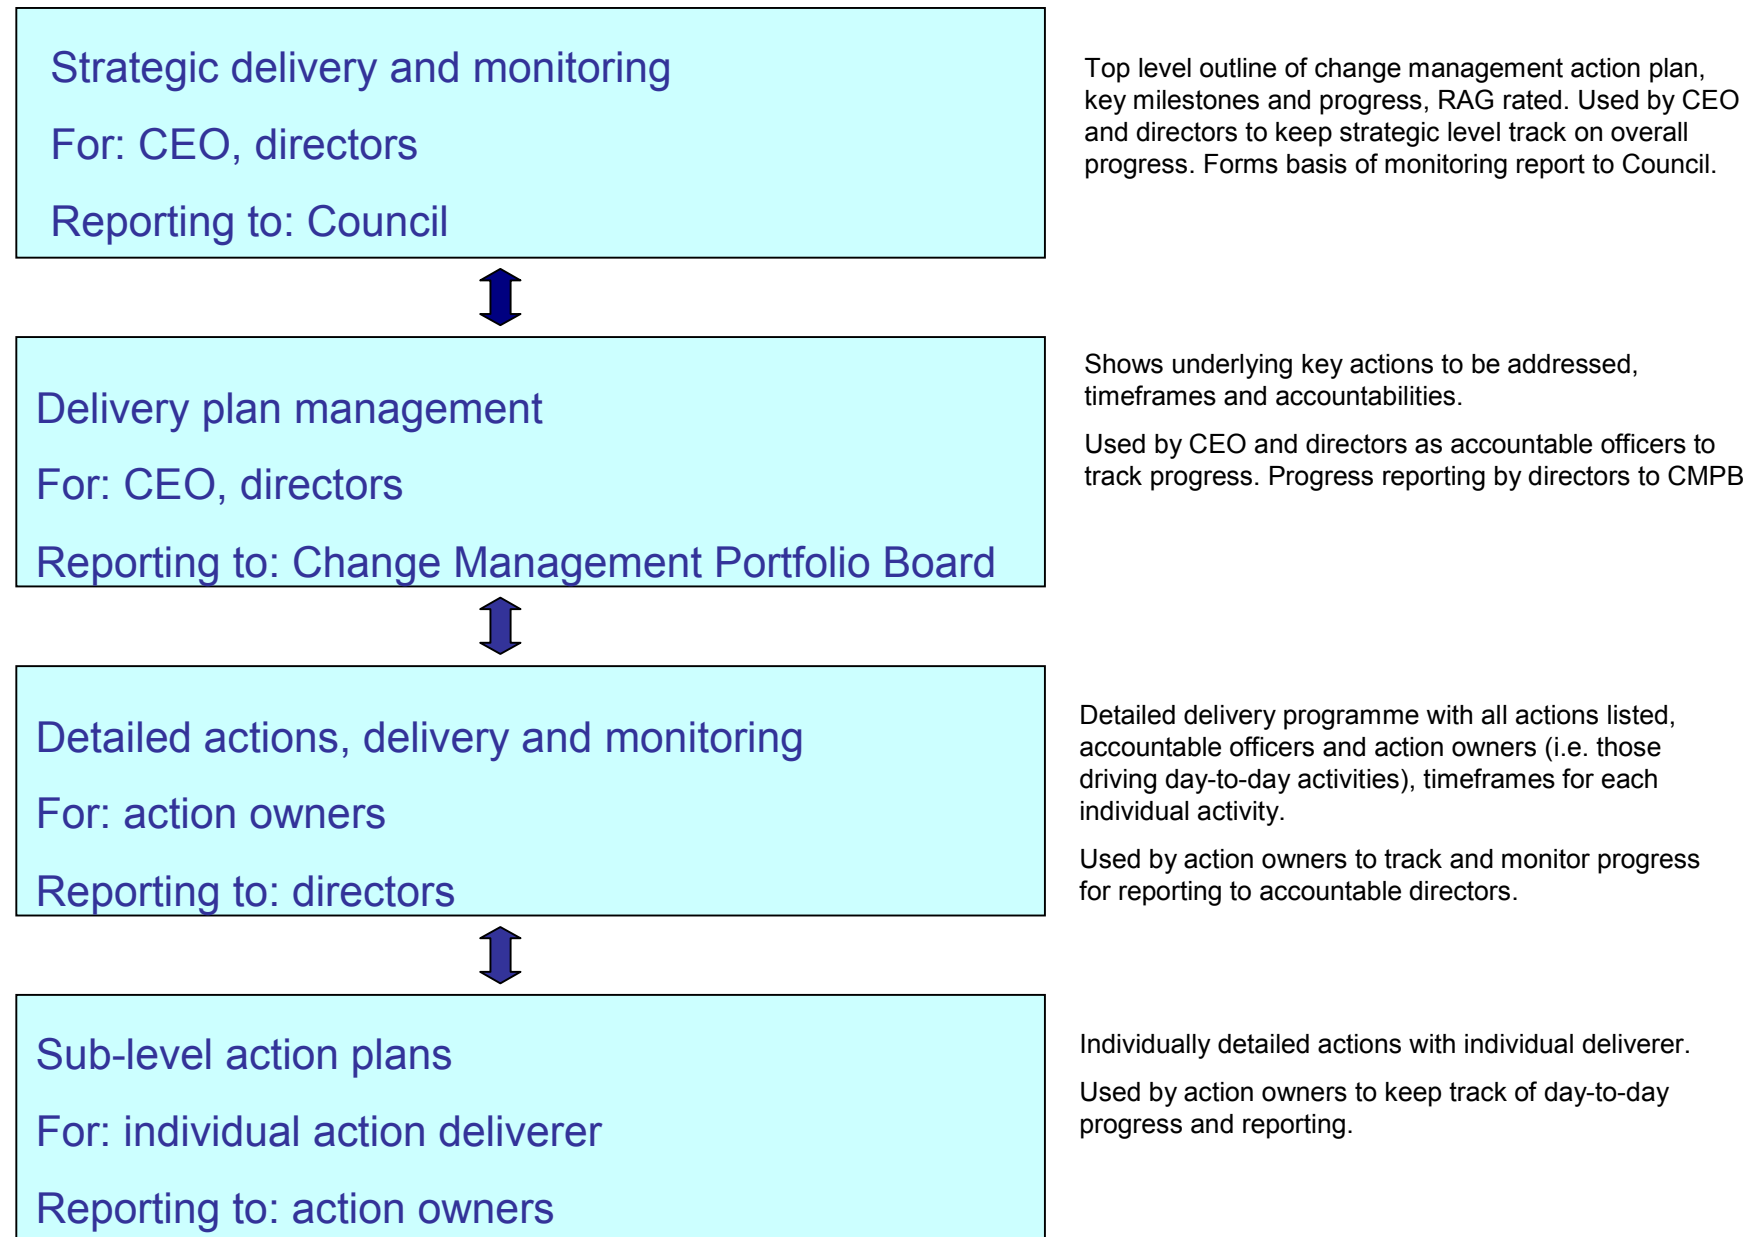 Strategic delivery and monitoring
For: CEO, directors
Reporting to: Council
Top level outline of change management action plan,
key milestones and progress, RAG rated. Used by CEO
and directors to keep strategic level track on overall
progress. Forms basis of monitoring report to Council.
Delivery plan management
For: CEO, directors
Reporting to: Change Management Portfolio Board
Shows underlying key actions to be addressed,
timeframes and accountabilities.
Used by CEO and directors as accountable officers to
track progress. Progress reporting by directors to CMPB
Detailed actions, delivery and monitoring
For: action owners
Reporting to: directors
Detailed delivery programme with all actions listed,
accountable officers and action owners (i.e. those
driving day-to-day activities), timeframes for each
individual activity.
Used by action owners to track and monitor progress
for reporting to accountable directors.
Sub-level action plans
For: individual action deliverer
Reporting to: action owners
Individually detailed actions with individual deliverer.
Used by action owners to keep track of day-to-day
progress and reporting.